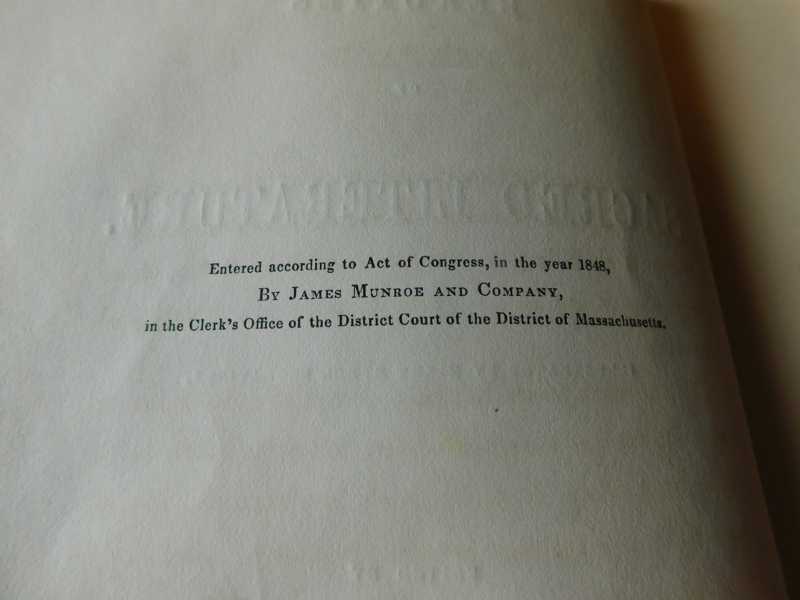 Entered according to Act of Congress, in the year 1848,
BY JAMES MUNROE AND COMPANY,
in the Clerk's Office of the District Court of the District of Massachusetts.